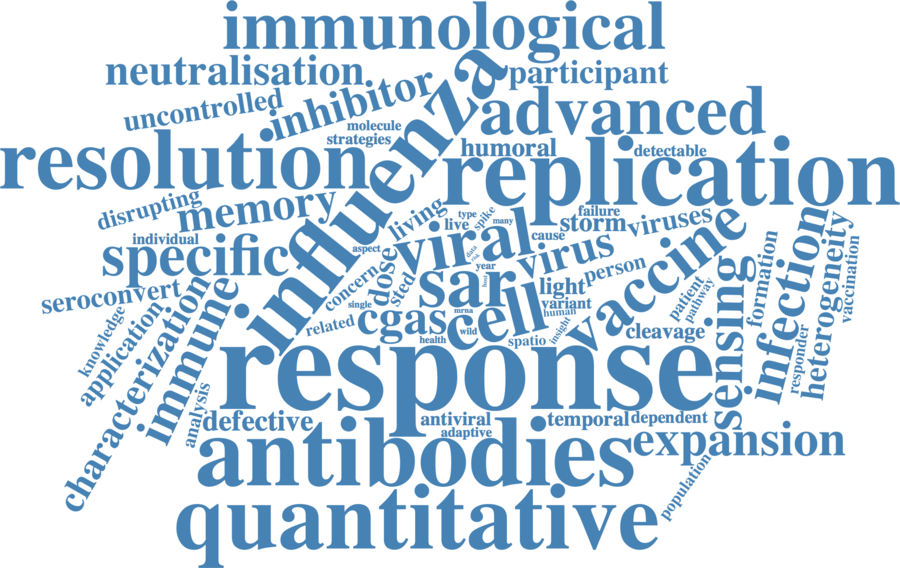 immunological
neutralisation
participant
uncontrolled
inhibitor
influenza
advanced
molecule
strategies
humoral
detectable
resolution
replication
disrupting
memory
living
type
live
spike
many
failure
storm
viruses
cause
individual
specific
aspect
viral
virus
vaccine
infection
heterogeneity
vaccination
formation
seroconvert
concern
dose
sted
data
year
sar
cell
light
person
patient
pathway
sensing
knowledge
application
characterization
immune
single
related
cgas
mrna
wild
health
variant
human
insight
spatio
cleavage
responder
response
analysis
defective
antiviral
adaptive
temporal
dependent
antibodies
expansion
population
quantitative